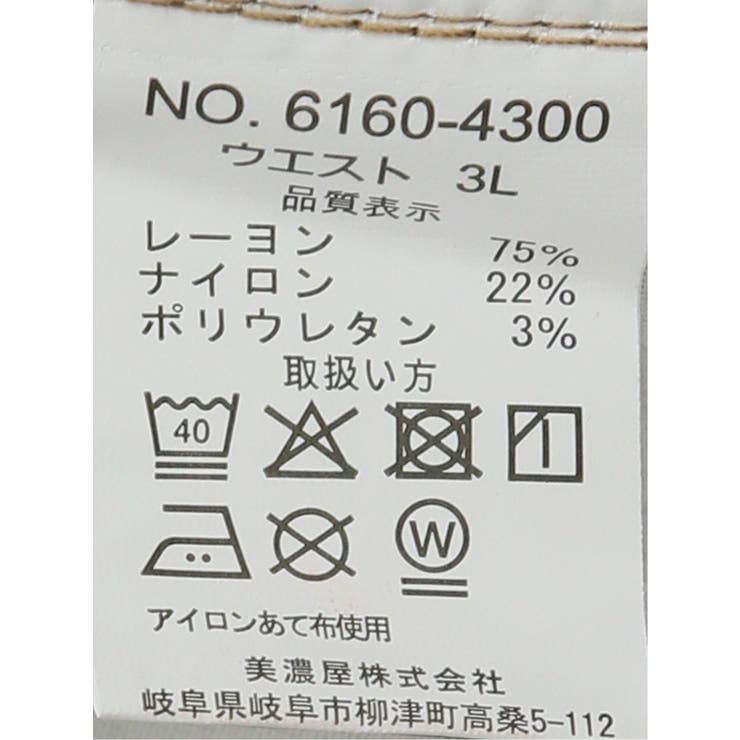 NO. 6160-4300
ウエスト 3L
品質表示
レーヨン 75%
ナイロン 22%
ポリウレタン 3%
取扱い方
40
W
アイロンあて布使用
美濃屋株式会社
岐阜県岐阜市柳津町高桑5-112